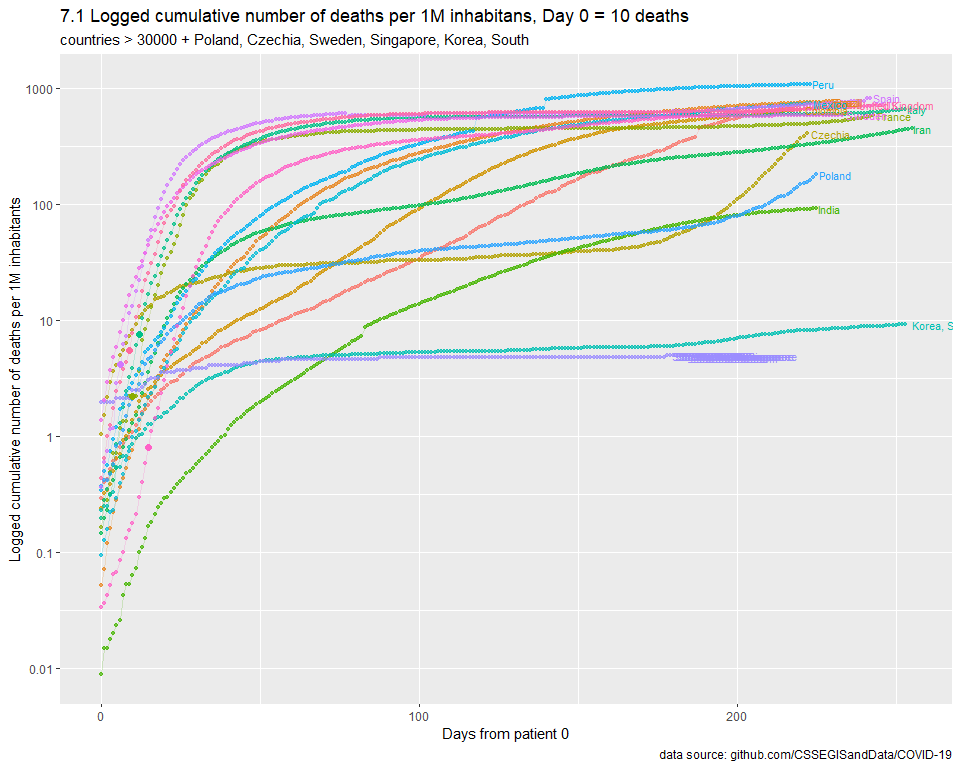 7.1 Logged cumulative number of deaths per 1M inhabitans, Day 0 = 10 deaths
countries > 30000 + Poland, Czechia, Sweden, Singapore, Korea, South
Logged cumulative number of deaths per 1M inhabitants
1000
100
10
1
0.1
0.01
Peru
Spain
Mexico
Kingdom
Italy
France
Iran
Czechia
Poland
India
Korea, S
0
100
200
Days from patient 0
data source: github.com/CSSEGISandData/COVID-19